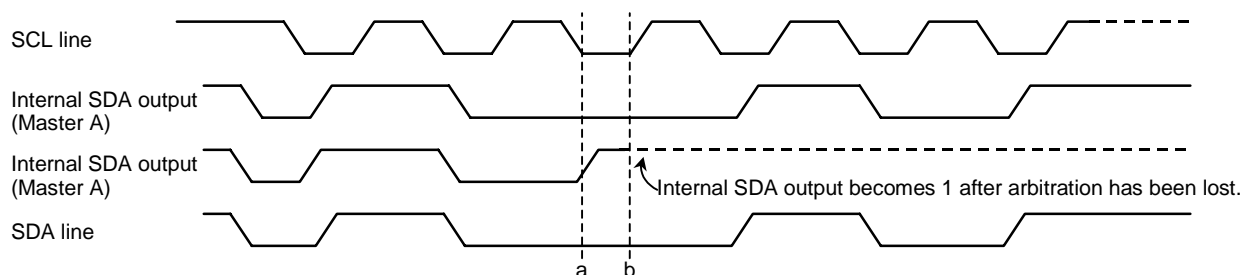 SCL line
Internal SDA output
(Master A)
Internal SDA output
(Master A)
Internal SDA output becomes 1 after arbitration has been lost.
SDA line
a b